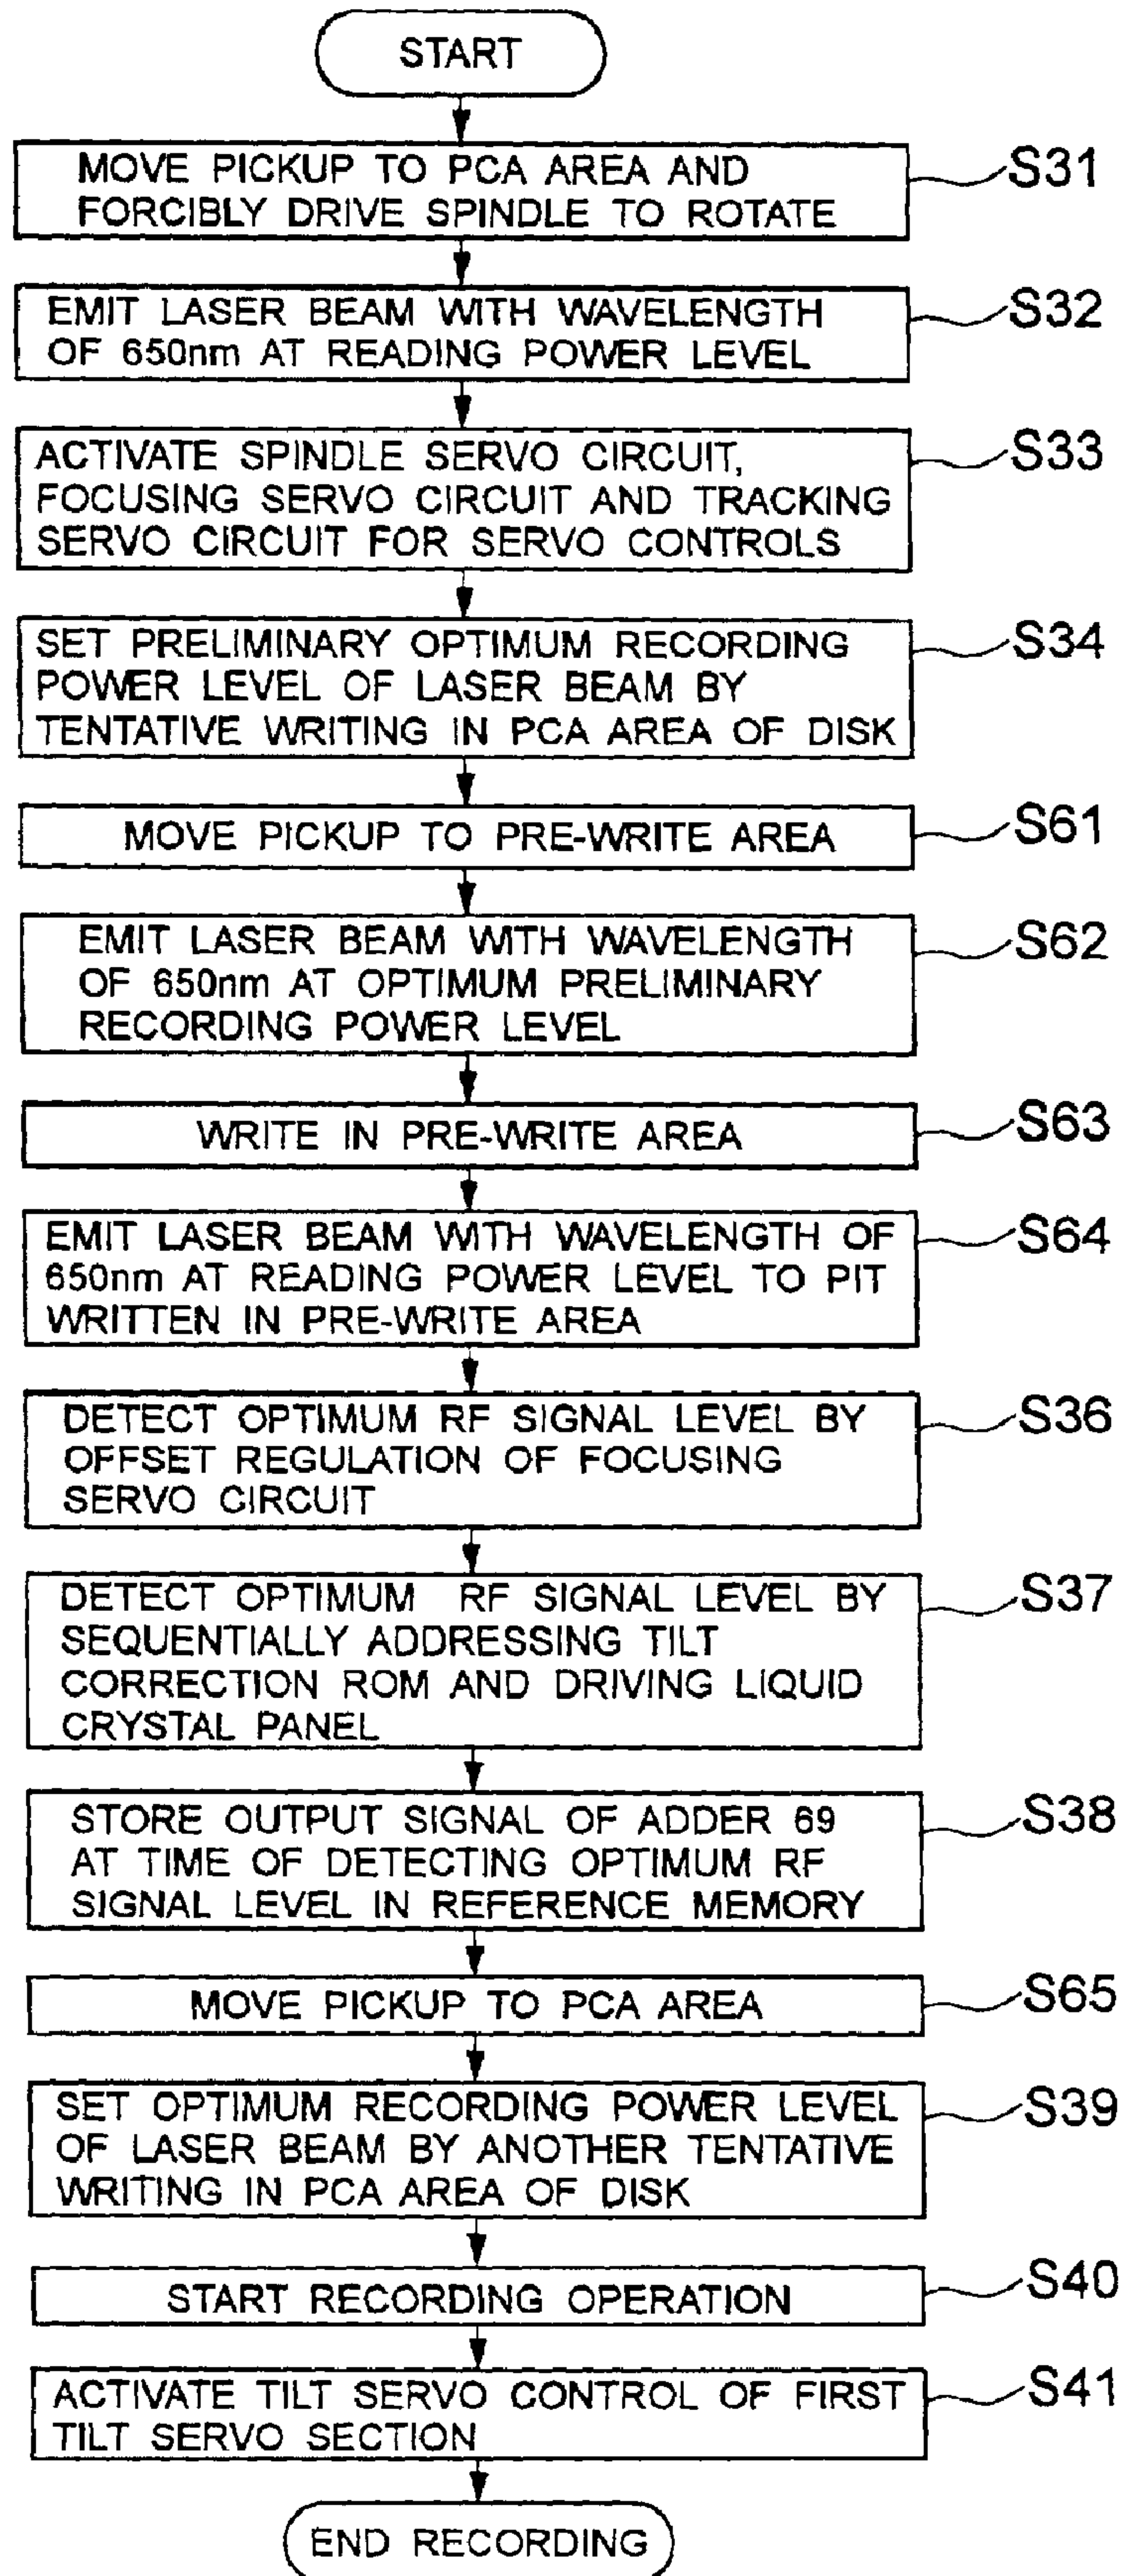 START
MOVE PICKUP TO PCA AREA AND
FORCIBLY DRIVE SPINDLE TO ROTATE
S31
EMIT LASER BEAM WITH WAVELENGTH
OF 650nm AT READING POWER LEVEL
S32
ACTIVATE SPINDLE SERVO CIRCUIT,
FOCUSING SERVO CIRCUIT AND TRACKING
SERVO CIRCUIT FOR SERVO CONTROLS
S33
SET PRELIMINARY OPTIMUM RECORDING
POWER LEVEL OF LASER BEAM BY
TENTATIVE WRITING IN PCA AREA OF DISK
S34
MOVE PICKUP TO PRE-WRITE AREA
S61
EMIT LASER BEAM WITH WAVELENGTH
OF 650nm AT OPTIMUM PRELIMINARY
RECORDING POWER LEVEL
S62
WRITE IN PRE-WRITE AREA
S63
EMIT LASER BEAM WITH WAVELENGTH OF
650nm AT READING POWER LEVEL TO PIT
WRITTEN IN PRE-WRITE AREA
S64
DETECT OPTIMUM RF SIGNAL LEVEL BY
OFFSET REGULATION OF FOCUSING
SERVO CIRCUIT
S36
DETECT OPTIMUM RF SIGNAL LEVEL BY
SEQUENTIALLY ADDRESSING TILT
CORRECTION ROM AND DRIVING LIQUID
CRYSTAL PANEL
S37
STORE OUTPUT SIGNAL OF ADDER 69
AT TIME OF DETECTING OPTIMUM RF
SIGNAL LEVEL IN REFERENCE MEMORY
S38
MOVE PICKUP TO PCA AREA
S65
SET OPTIMUM RECORDING POWER LEVEL
OF LASER BEAM BY ANOTHER TENTATIVE
WRITING IN PCA AREA OF DISK
S39
START RECORDING OPERATION
S40
ACTIVATE TILT SERVO CONTROL OF FIRST
TILT SERVO SECTION
S41
END RECORDING